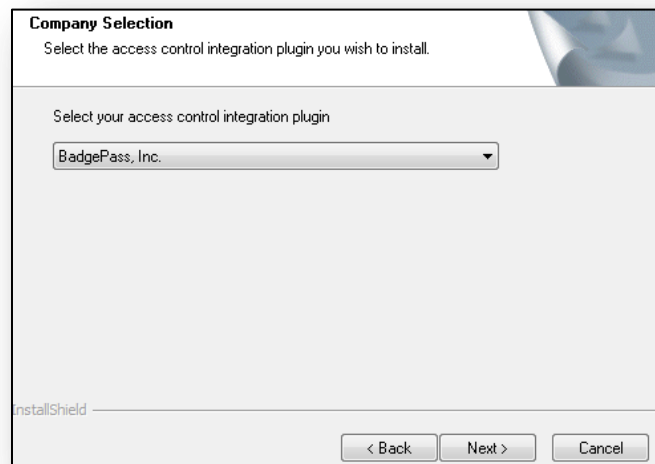 Company Selection
Select the access control integration plugin you wish to install.
Select your access control integration plugin
BadgePass, Inc.
InstallShield
< Back Next > Cancel